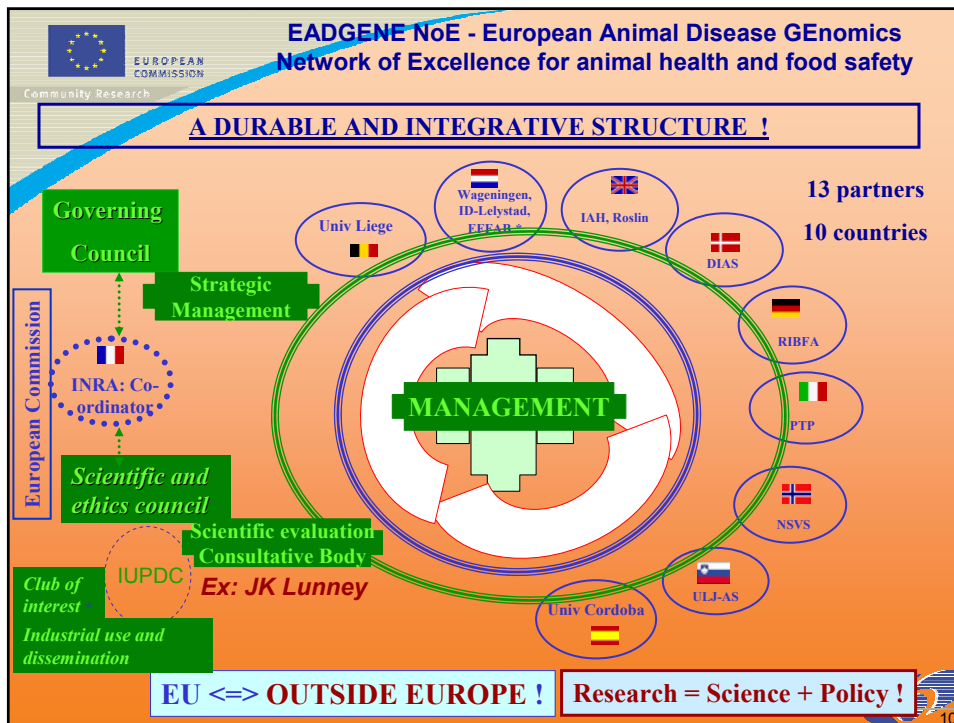 EUROPEAN
COMMISSION
Community Research
EADGENE NoE - European Animal Disease GEnomics
Network of Excellence for animal health and food safety
A DURABLE AND INTEGRATIVE STRUCTURE !
13 partners
10 countries
Governing
Council
Strategic
Management
European Commission
INRA: Co-
ordinator
Scientific and
ethics council
Scientific evaluation
Consultative Body
Ex: JK Lunney
IUPDC
Club of
interest *
Industrial use and
dissemination
Univ Liege
Wageningen,
ID-Lelystad,
EFFAB *
IAH, Roslin
DIAS
RIBFA
PTP
NSVS
ULJ-AS
Univ Cordoba
MANAGEMENT
EU <=> OUTSIDE EUROPE !
Research = Science + Policy !
10